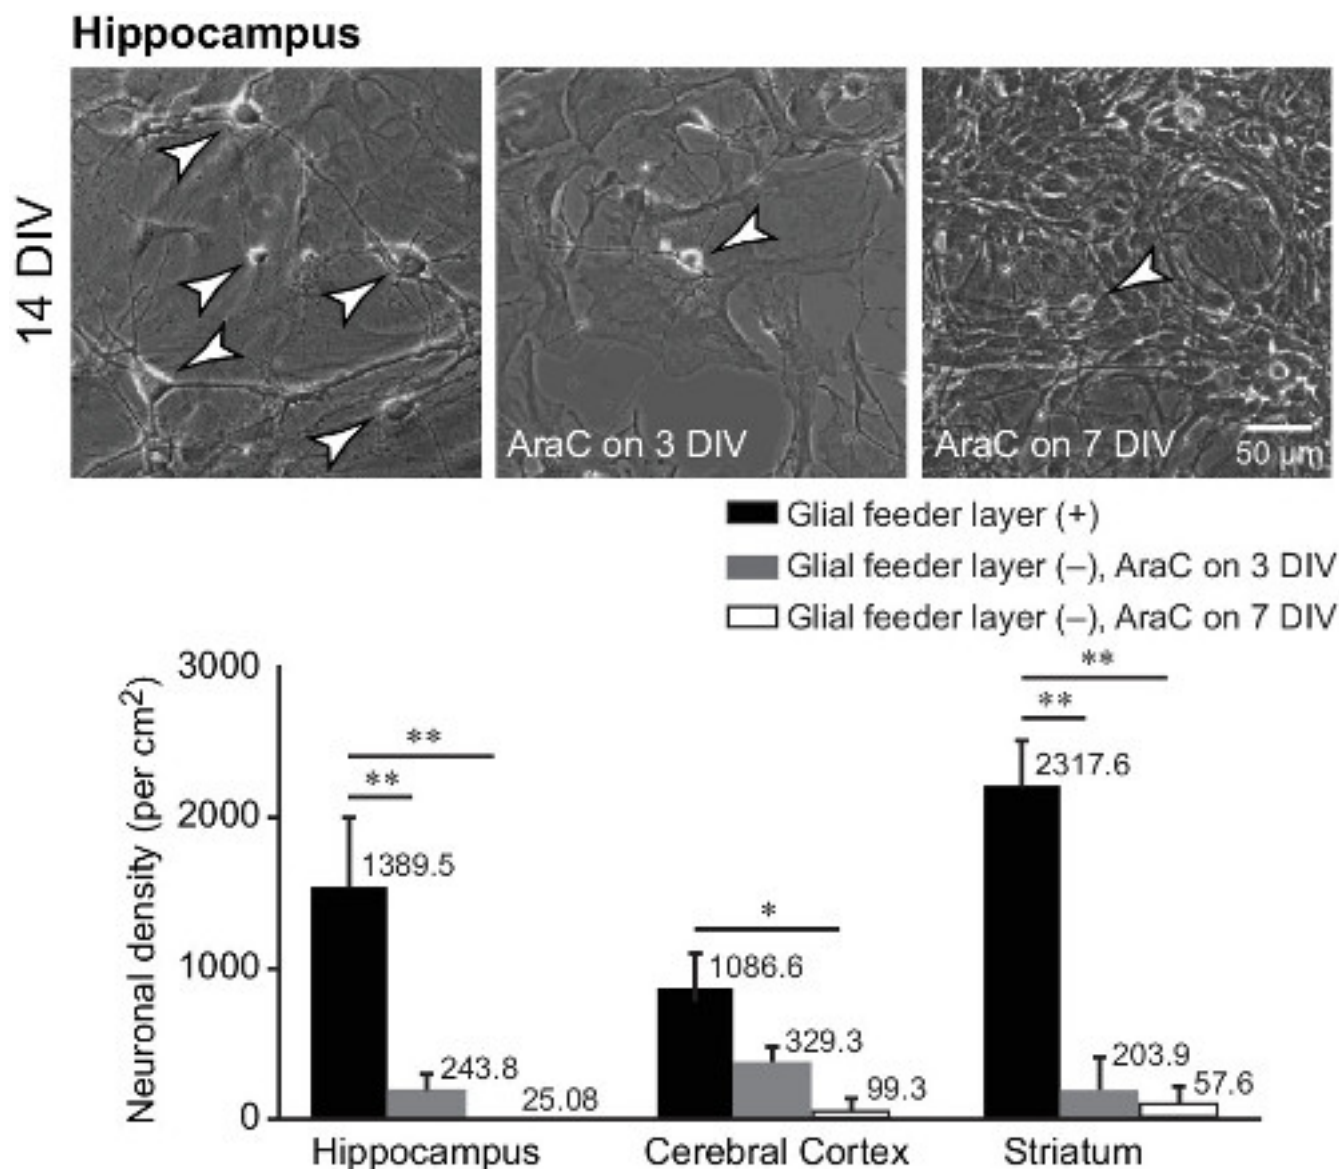 Hippocampus
14 DIV
AraC on 3 DIV
AraC on 7 DIV
50 µm
Glial feeder layer (+)
Glial feeder layer (–), AraC on 3 DIV
Glial feeder layer (–), AraC on 7 DIV
Neuronal density (per cm²)
3000
2000
1000
0
**
**
1389.5
243.8
25.08
*
1086.6
329.3
99.3
**
**
2317.6
203.9
57.6
Hippocampus
Cerebral Cortex
Striatum